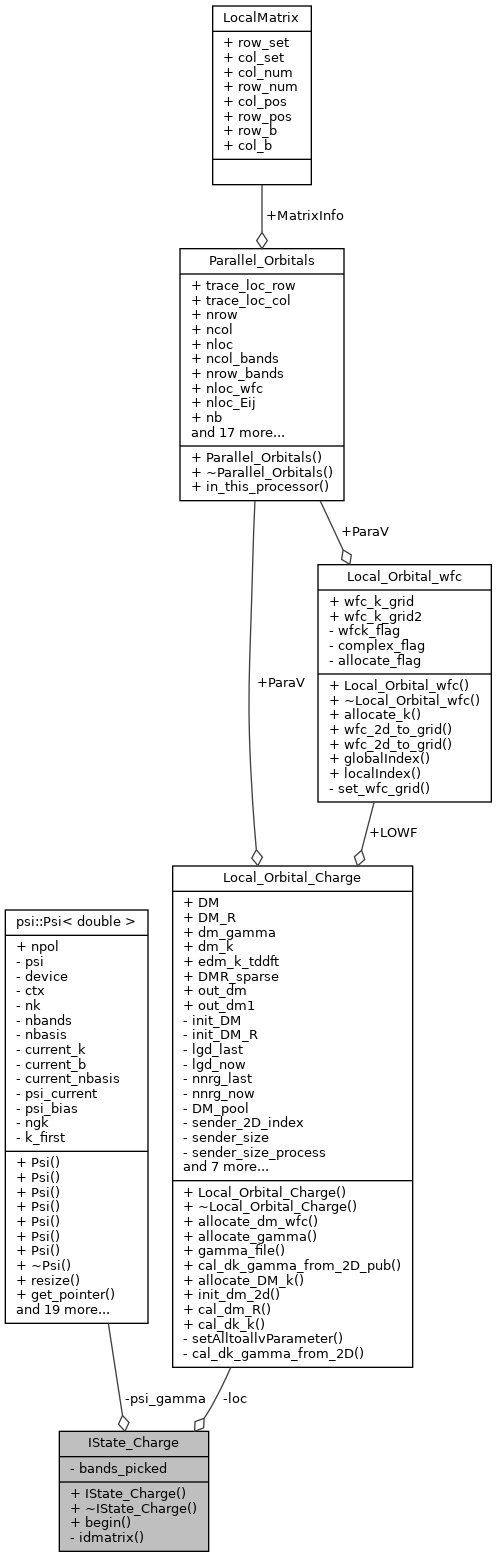 LocalMatrix
+ row_set
+ col_set
+ col_num
+ row_num
+ col_pos
+ row_pos
+ row_b
+ col_b
+MatrixInfo
Parallel_Orbitals
+ trace_loc_row
+ trace_loc_col
+ nrow
+ ncol
+ nloc
+ ncol_bands
+ nrow_bands
+ nloc_wfc
+ nloc_Eij
+ nb
and 17 more...
+ Parallel_Orbitals()
+ ~Parallel_Orbitals()
+ in_this_processor()
+ParaV
Local_Orbital_wfc
+ wfc_k_grid
+ wfc_k_grid2
- wfck_flag
- complex_flag
- allocate_flag
+ Local_Orbital_wfc()
+ ~Local_Orbital_wfc()
+ allocate_k()
+ wfc_2d_to_grid()
+ wfc_2d_to_grid()
+ globalIndex()
+ localIndex()
- set_wfc_grid()
+ParaV
+LOWF
Local_Orbital_Charge
+ DM
+ DM_R
+ dm_gamma
+ dm_k
+ edm_k_tddft
+ DMR_sparse
+ out_dm
+ out_dm1
- init_DM
- init_DM_R
- lgd_last
- lgd_now
- nnrg_last
- nnrg_now
- DM_pool
- sender_2D_index
- sender_size
- sender_size_process
and 7 more...
+ Local_Orbital_Charge()
+ ~Local_Orbital_Charge()
+ allocate_dm_wfc()
+ allocate_gamma()
+ gamma_file()
+ cal_dk_gamma_from_2D_pub()
+ allocate_DM_k()
+ init_dm_2d()
+ cal_dm_R()
+ cal_dk_k()
- setAlltoallvParameter()
- cal_dk_gamma_from_2D()
psi::Psi< double >
+ npol
- psi
- device
- ctx
- nk
- nbands
- nbasis
- current_k
- current_b
- current_nbasis
- psi_current
- psi_bias
- ngk
- k_first
+ Psi()
+ Psi()
+ Psi()
+ Psi()
+ Psi()
+ Psi()
+ Psi()
+ ~Psi()
+ resize()
+ get_pointer()
and 19 more...
-psi_gamma
-loc
IState_Charge
- bands_picked
+ IState_Charge()
+ ~IState_Charge()
+ begin()
- idmatrix()